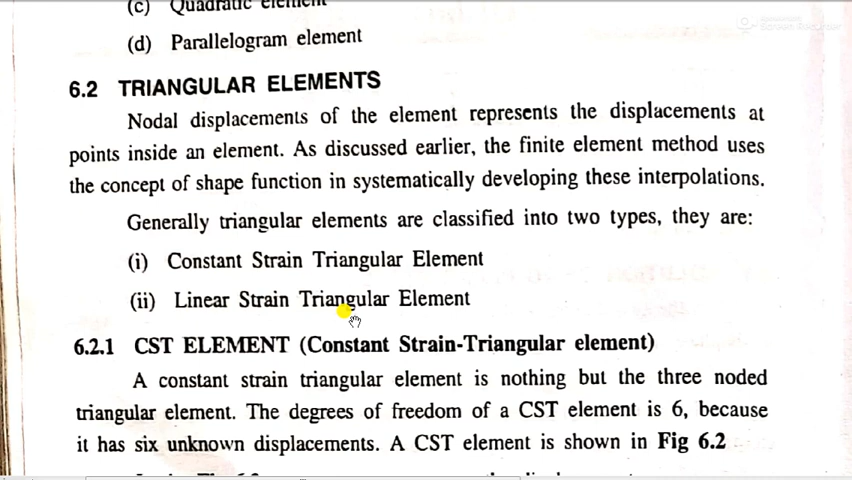 (c) Quadratic element
(d) Parallelogram element
6.2 TRIANGULAR ELEMENTS
Nodal displacements of the element represents the displacements at
points inside an element. As discussed earlier, the finite element method uses
the concept of shape function in systematically developing these interpolations.
Generally triangular elements are classified into two types, they are:
(i) Constant Strain Triangular Element
(ii) Linear Strain Triangular Element
6.2.1 CST ELEMENT (Constant Strain-Triangular element)
A constant strain triangular element is nothing but the three noded
triangular element. The degrees of freedom of a CST element is 6, because
it has six unknown displacements. A CST element is shown in Fig 6.2